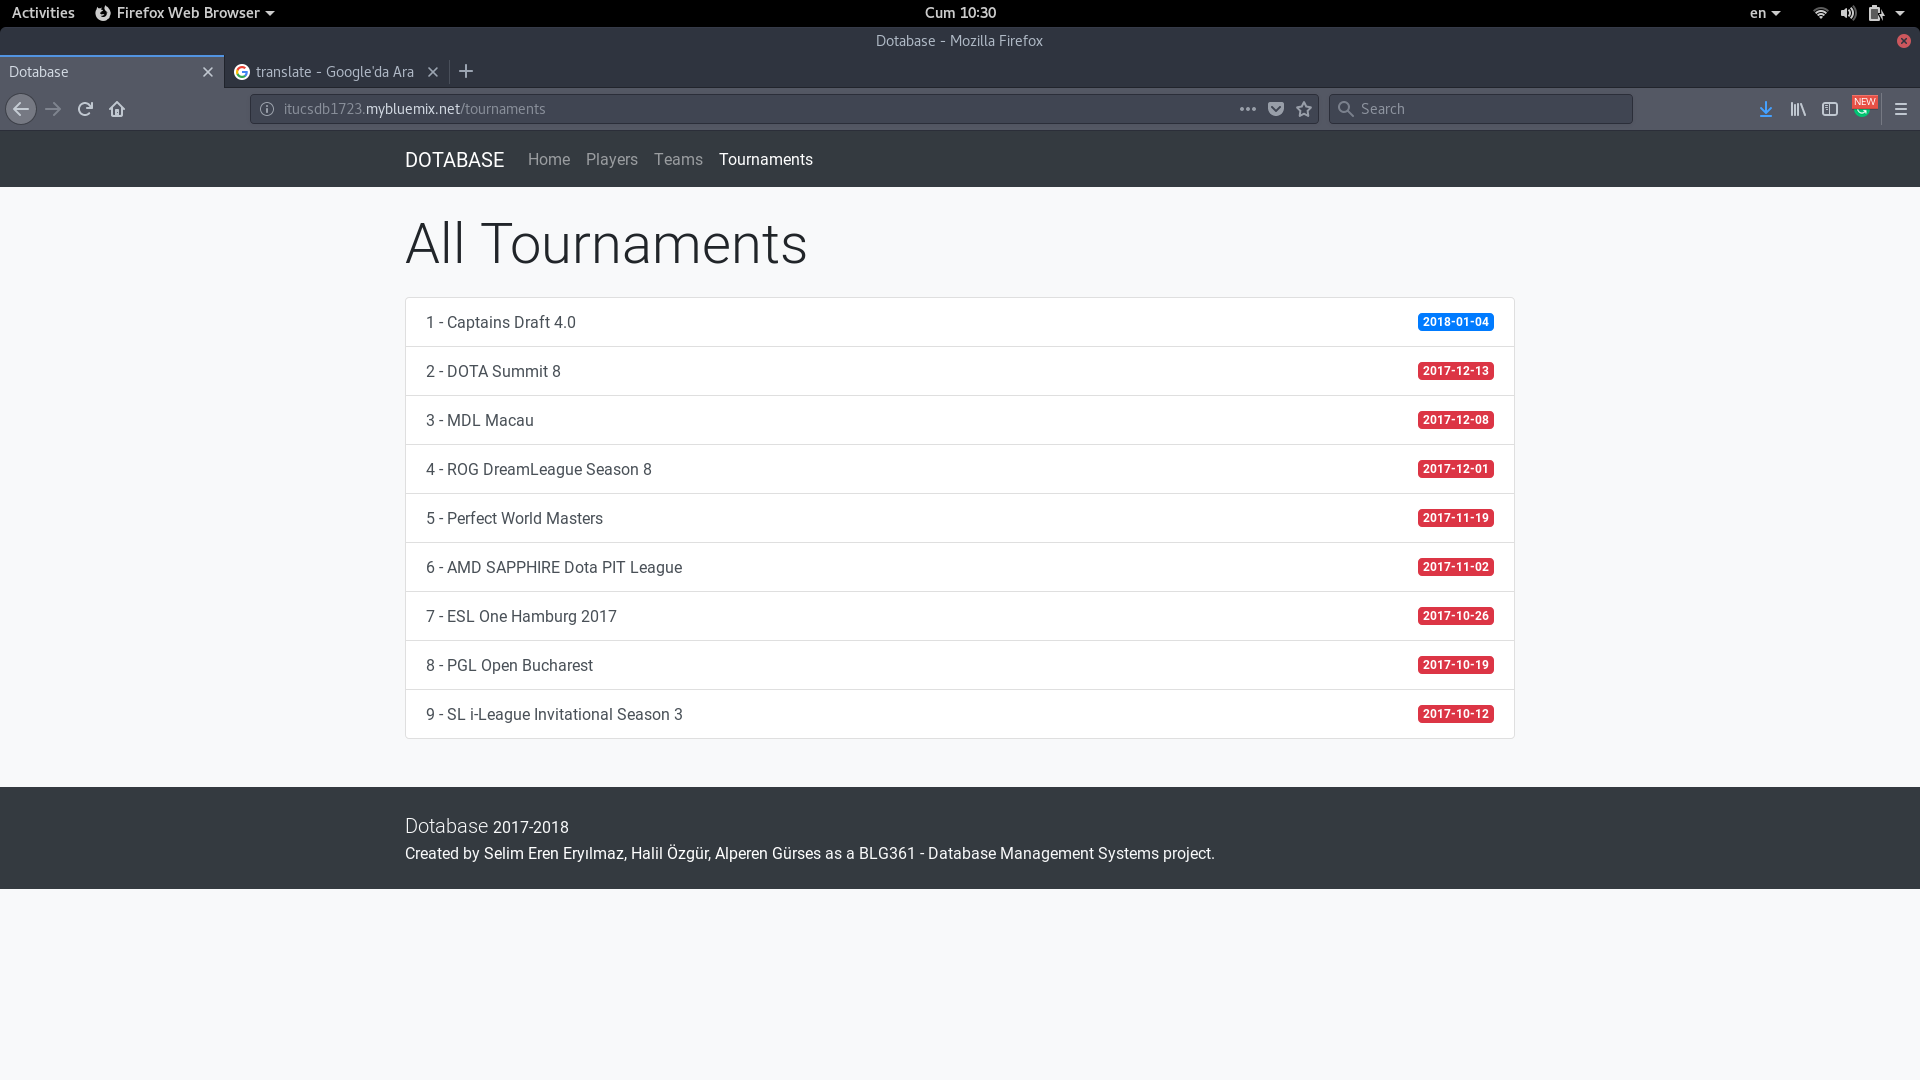 Activities Firefox Web Browser Cum 10:30 en
Dotabase - Mozilla Firefox
Dotabase translate - Google'da Ara
itucsdb1723.mybluemix.net/tournaments Search NEW
DOTABASE Home Players Teams Tournaments
All Tournaments
1 - Captains Draft 4.0 2018-01-04
2 - DOTA Summit 8 2017-12-13
3 - MDL Macau 2017-12-08
4 - ROG DreamLeague Season 8 2017-12-01
5 - Perfect World Masters 2017-11-19
6 - AMD SAPPHIRE Dota PIT League 2017-11-02
7 - ESL One Hamburg 2017 2017-10-26
8 - PGL Open Bucharest 2017-10-19
9 - SL i-League Invitational Season 3 2017-10-12
Dotabase 2017-2018
Created by Selim Eren Eryılmaz, Halil Özgür, Alperen Gürses as a BLG361 - Database Management Systems project.